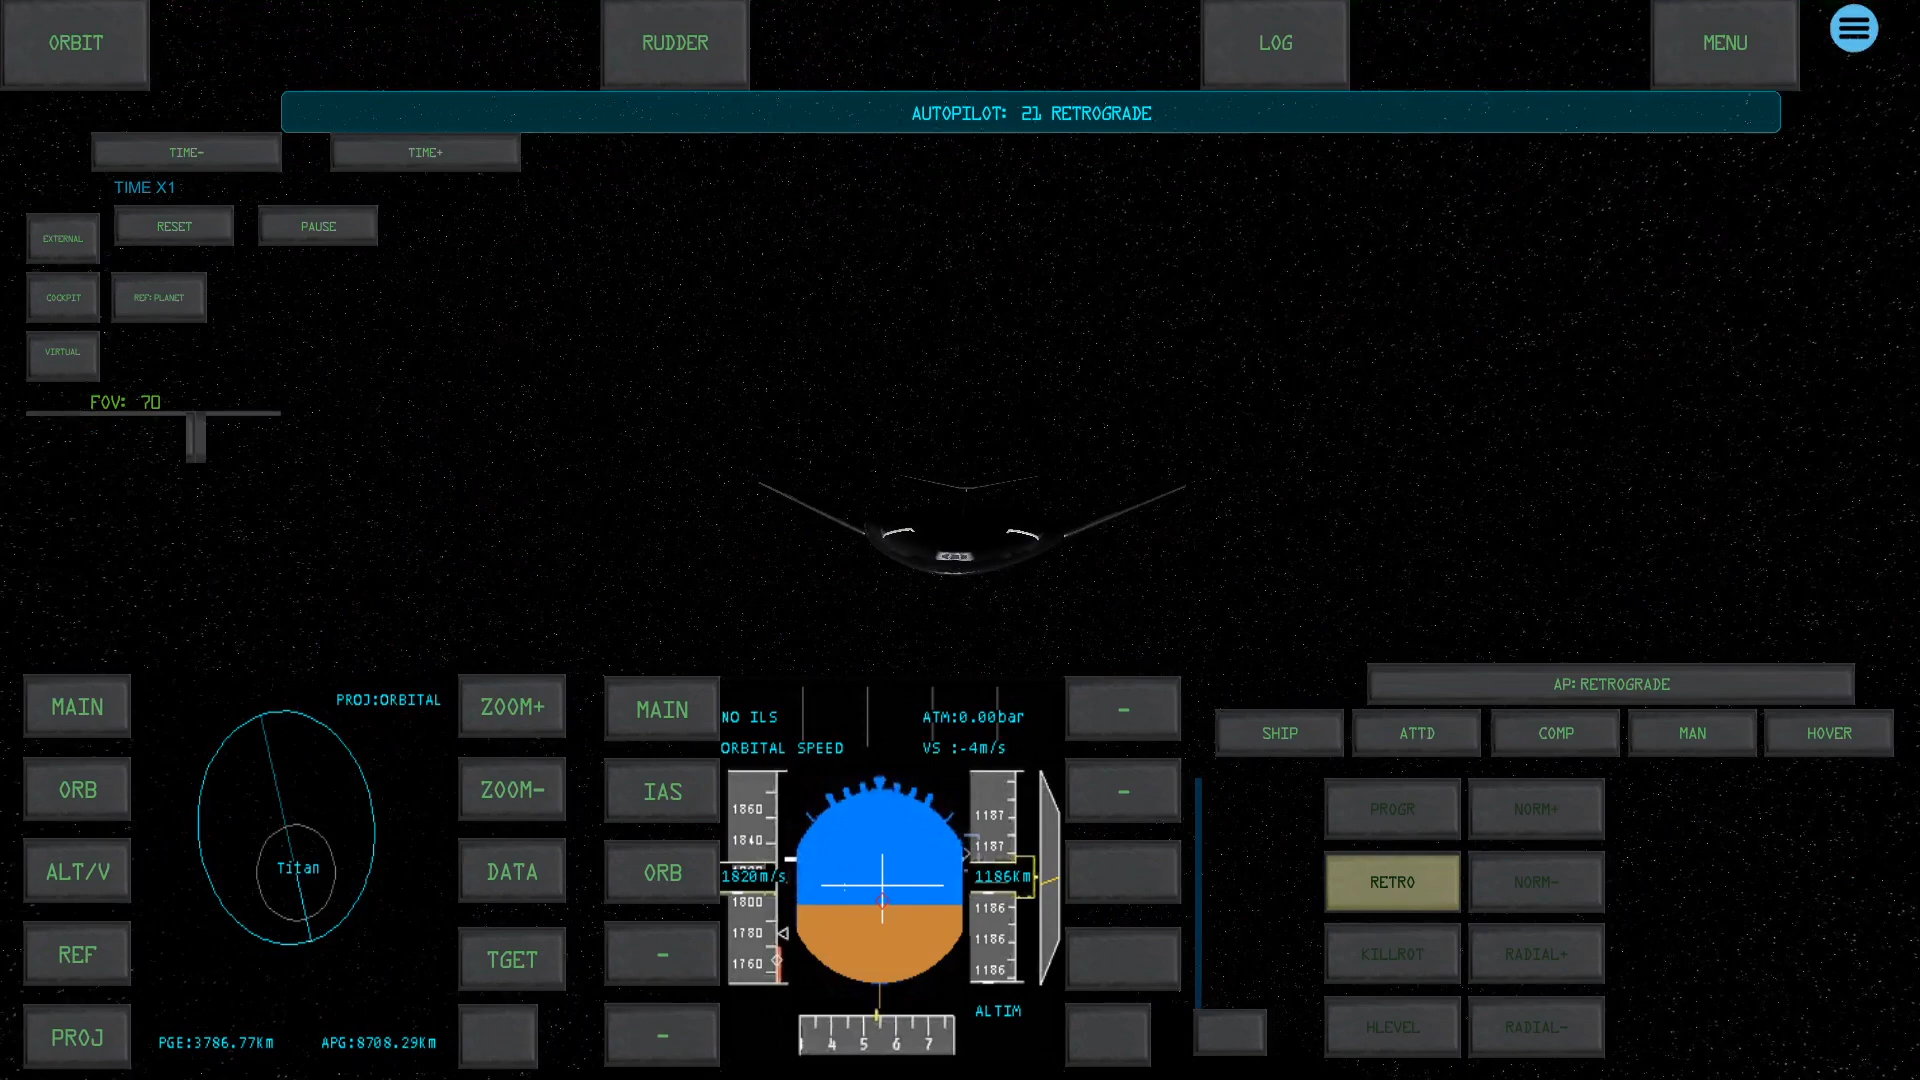 ORBIT
RUDDER
LOG
MENU
AUTOPILOT: 21 RETROGRADE
TIME-
TIME+
TIME X1
RESET
PAUSE
EXTERNAL
COCKPIT
REF:PLANET
VIRTUAL
FOV: 70
AP:RETROGRADE
MAIN
PROJ:ORBITAL
ZOOM+
MAIN
NO ILS
ATM:0.00bar
-
SHIP
ATTD
COMP
MAN
HOVER
ORBITAL SPEED
VS :-4m/s
ORB
ZOOM-
IAS
1860
1187
-
PROGR
NORM+
1840
1187
ALT/V
Titan
DATA
ORB
1820m/s
1186Km
RETRO
NORM-
1800
1186
1780
1186
REF
TGET
-
1760
1186
KILLROT
RADIAL+
ALTIM
PROJ
PGE:3786.77Km
APG:8708.29Km
-
4 5 6 7
HLEVEL
RADIAL-